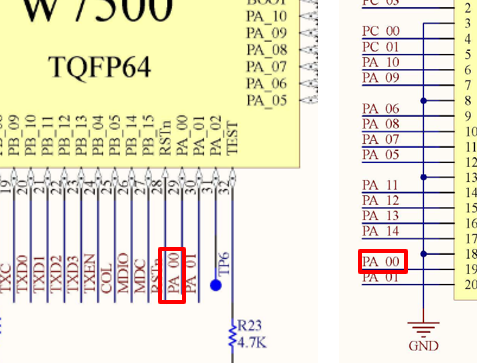 W7500
TQFP64
BOOT
PA_10
PA_09
PA_08
PA_07
PA_06
PA_05
PB_09
PB_10
PB_11
PB_12
PB_13
PB_04
PB_05
PB_14
PB_15
RSTn
PA_00
PA_01
PA_02
TEST
19
20
21
22
23
24
25
26
27
28
29
30
31
32
TXC
TXD0
TXD1
TXD2
TXD3
TXEN
COL
MDIO
MDC
RSTn
PA_00
PA_01
TP6
R23
4.7K
PC_00
PC_01
PA_10
PA_09
PA_06
PA_08
PA_07
PA_05
PA_11
PA_12
PA_13
PA_14
PA_00
PA_01
2
3
4
5
6
7
8
9
10
11
12
13
14
15
16
17
18
19
20
GND